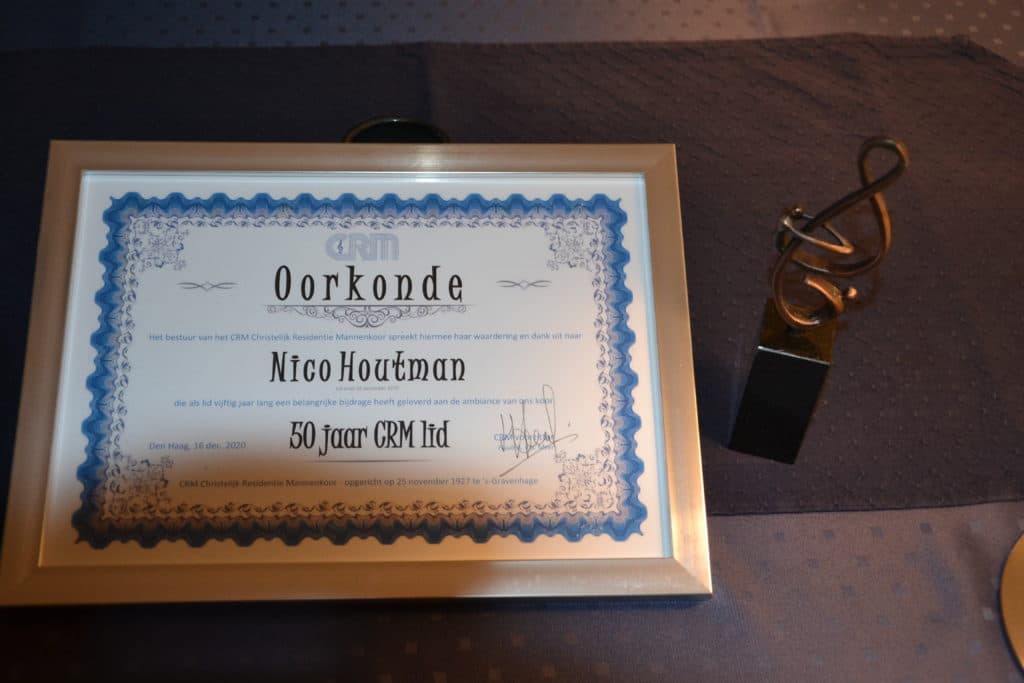 CRM
Oorkonde
Het bestuur van het CRM Christelijk Residentie Mannenkoor spreekt hiermee haar waardering en dank uit naar
Nico Houtman
die als lid vijftig jaar lang een belangrijke bijdrage heeft geleverd aan de ambiance van ons koor
50 jaar CRM lid
Den Haag, 16 dec. 2020
CRM voorzitter
CRM Christelijk Residentie Mannenkoor - opgericht op 25 november 1927 te 's-Gravenhage